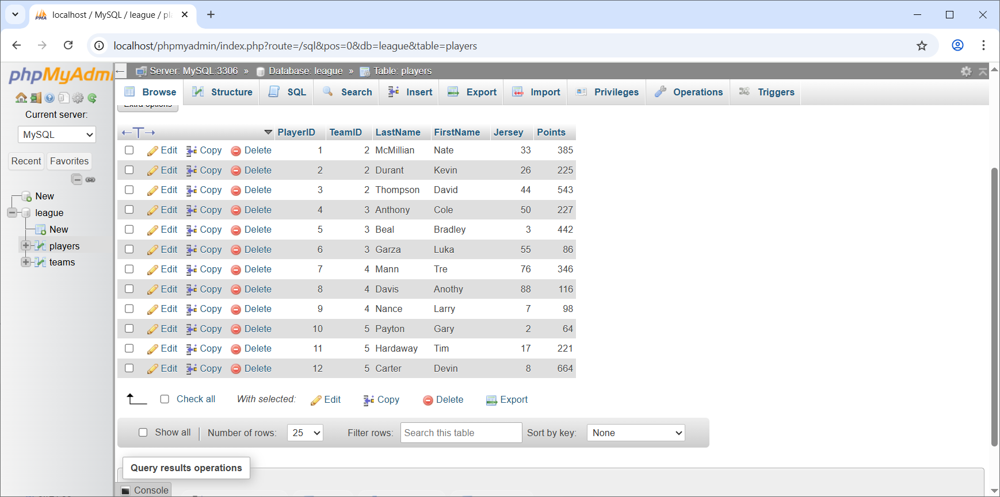 localhost / MySQL / league / pl
localhost/phpmyadmin/index.php?route=/sql&pos=0&db=league&table=players
phpMyAdmi
Current server:
MySQL
Recent Favorites
New
league
New
players
teams
Server: MySQL:3306 » Database: league » Table: players
Browse Structure SQL Search Insert Export Import Privileges Operations Triggers
Extra options
←T→ PlayerID TeamID LastName FirstName Jersey Points
Edit Copy Delete 1 2 McMillian Nate 33 385
Edit Copy Delete 2 2 Durant Kevin 26 225
Edit Copy Delete 3 2 Thompson David 44 543
Edit Copy Delete 4 3 Anthony Cole 50 227
Edit Copy Delete 5 3 Beal Bradley 3 442
Edit Copy Delete 6 3 Garza Luka 55 86
Edit Copy Delete 7 4 Mann Tre 76 346
Edit Copy Delete 8 4 Davis Anothy 88 116
Edit Copy Delete 9 4 Nance Larry 7 98
Edit Copy Delete 10 5 Payton Gary 2 64
Edit Copy Delete 11 5 Hardaway Tim 17 221
Edit Copy Delete 12 5 Carter Devin 8 664
Check all With selected: Edit Copy Delete Export
Show all | Number of rows: 25 Filter rows: Search this table Sort by key: None
Query results operations
Console